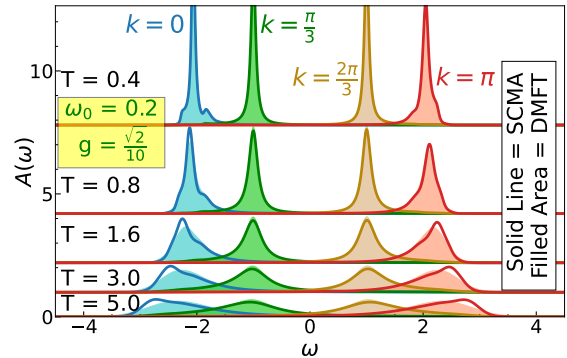 k=0
k=π/3
k=2π/3
k=π
T = 0.4
ω₀ = 0.2
g = √2/10
T = 0.8
T = 1.6
T = 3.0
T = 5.0
Solid Line = SCMA
Filled Area = DMFT
A(ω)
10
5
0
−4
−2
0
2
4
ω